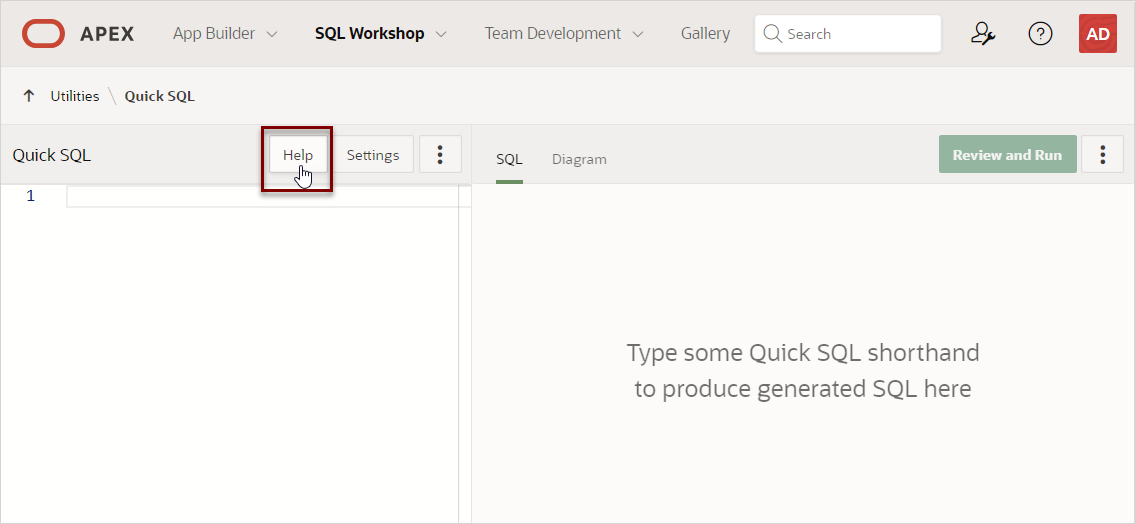 APEX App Builder SQL Workshop Team Development Gallery Search AD
Utilities \ Quick SQL
Quick SQL Help Settings SQL Diagram Review and Run
1
Type some Quick SQL shorthand
to produce generated SQL here